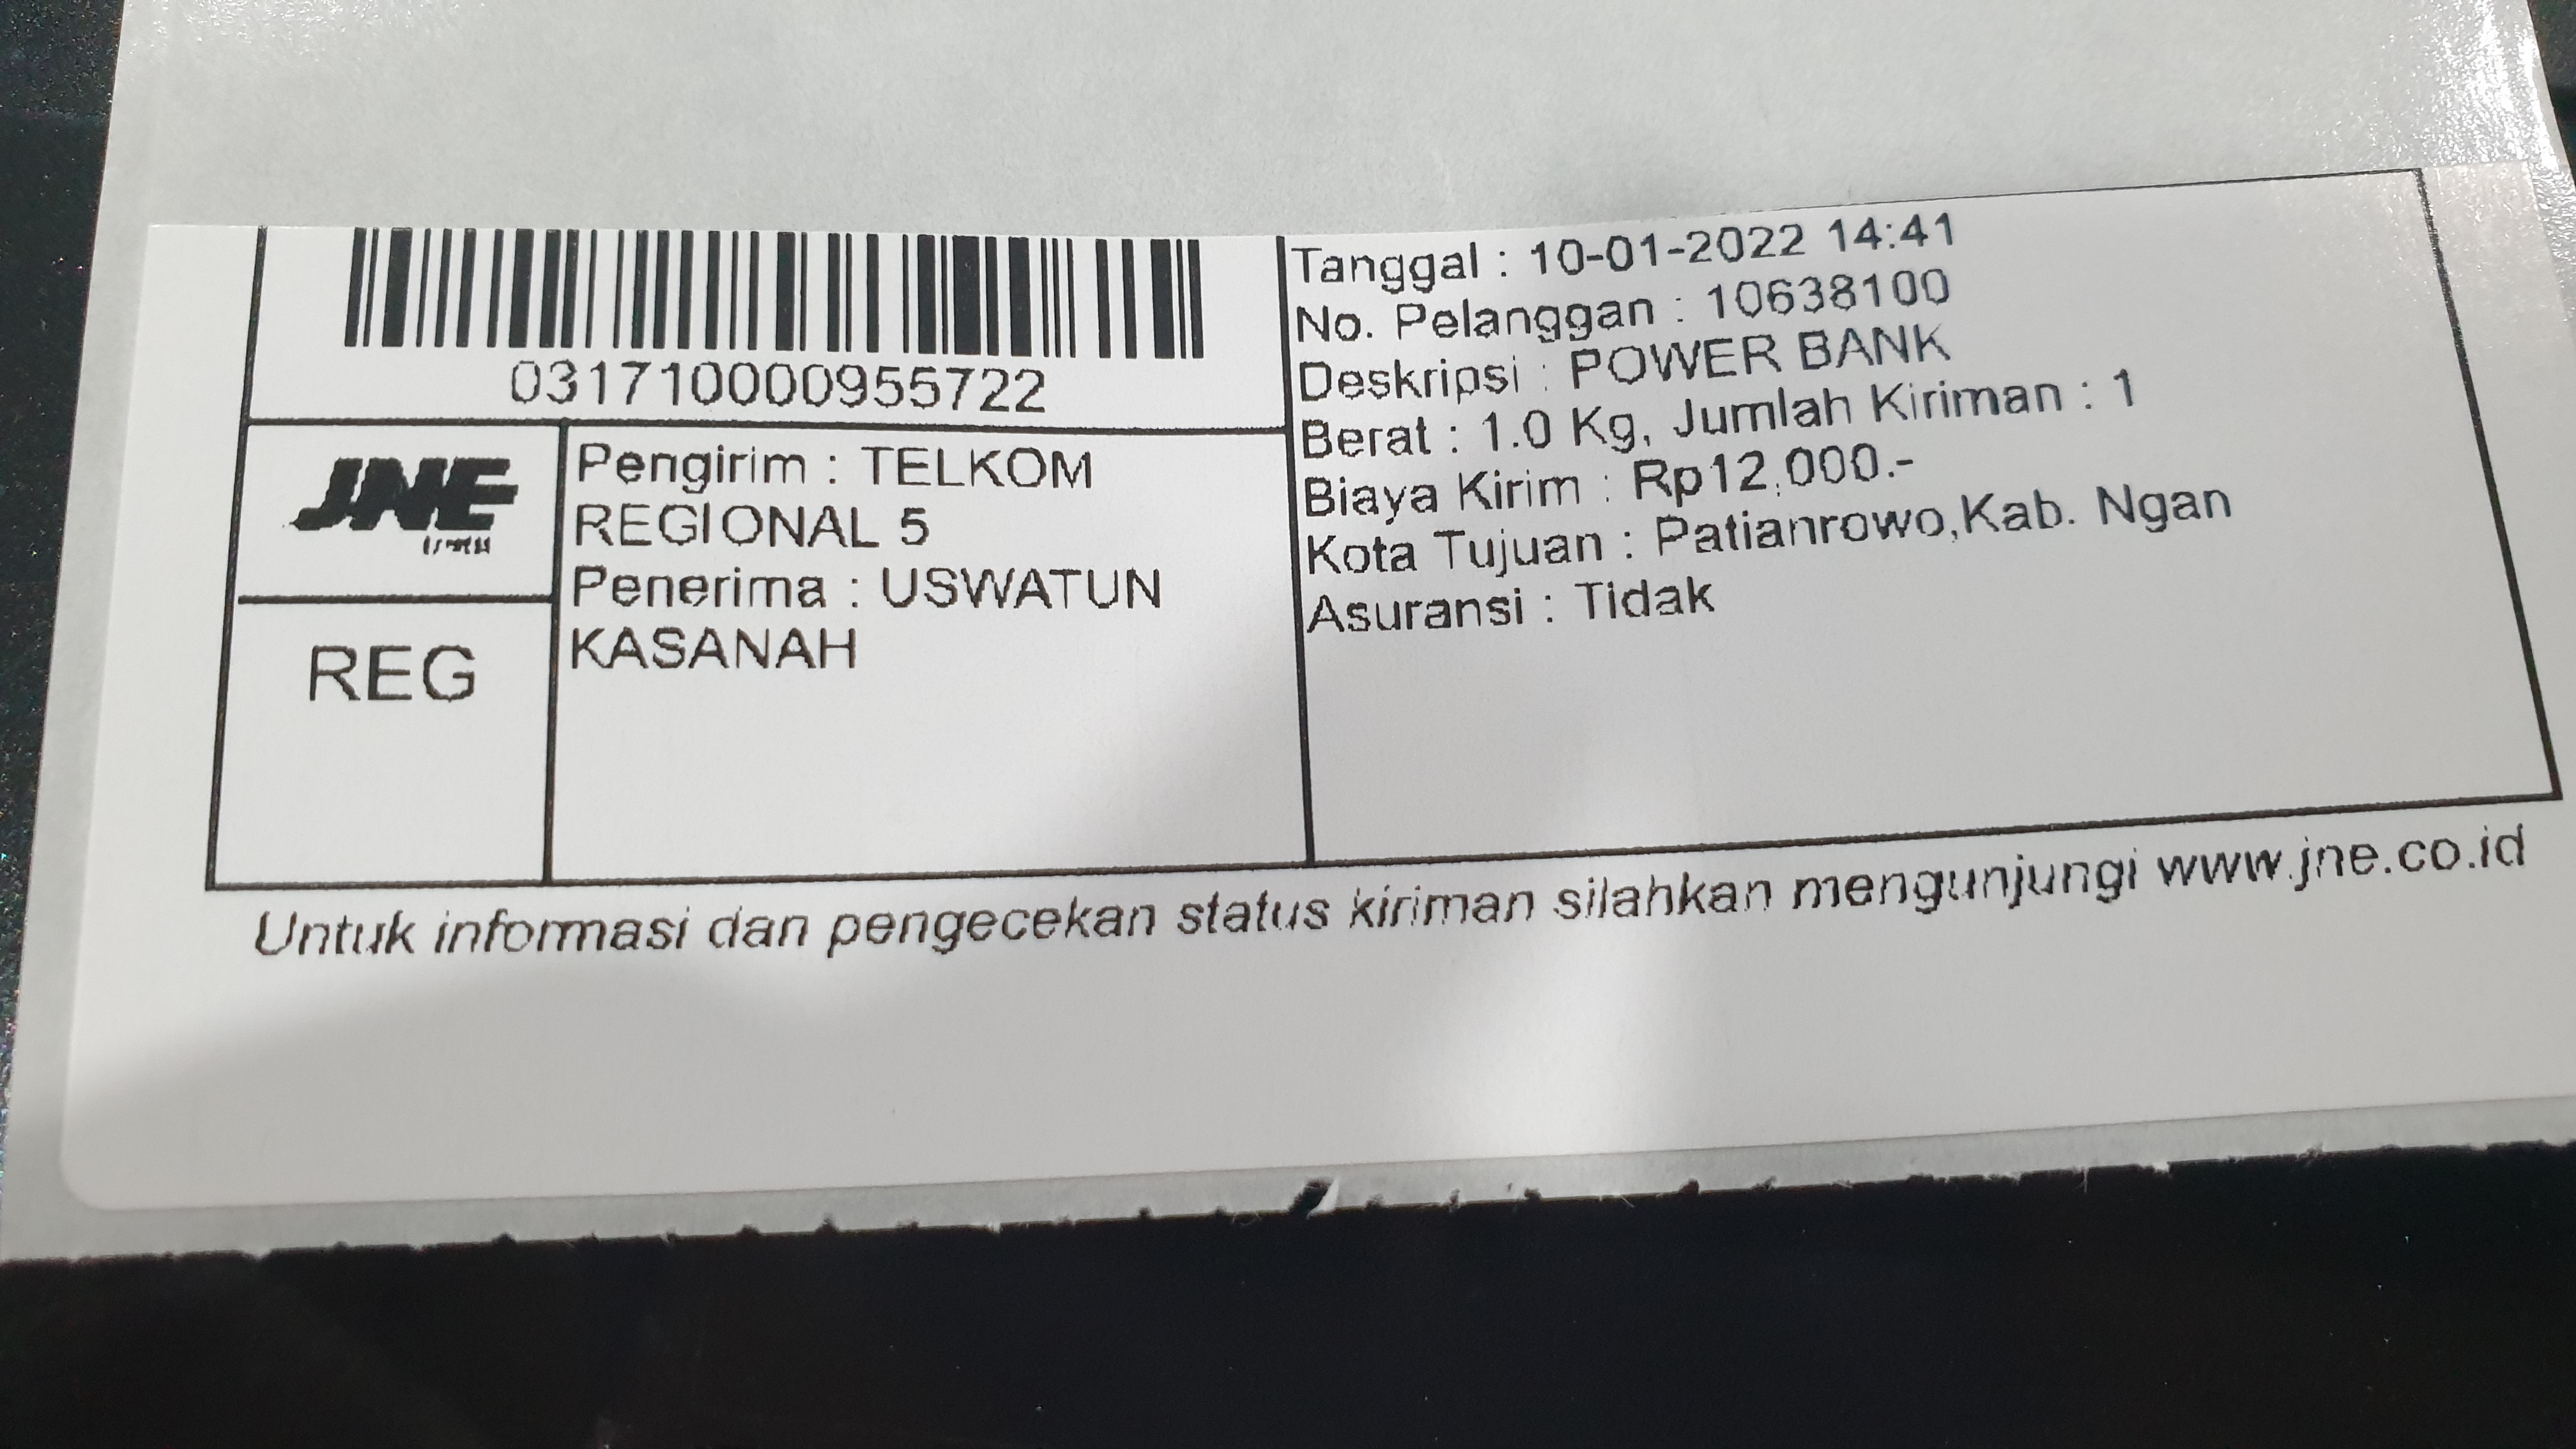 031710000955722
JNE
REG
Pengirim : TELKOM
REGIONAL 5
Penerima : USWATUN
KASANAH
Tanggal : 10-01-2022 14:41
No. Pelanggan : 10638100
Deskripsi : POWER BANK
Berat : 1.0 Kg, Jumlah Kiriman : 1
Biaya Kirim : Rp12.000.-
Kota Tujuan : Patianrowo,Kab. Ngan
Asuransi : Tidak
Untuk informasi dan pengecekan status kiriman silahkan mengunjungi www.jne.co.id